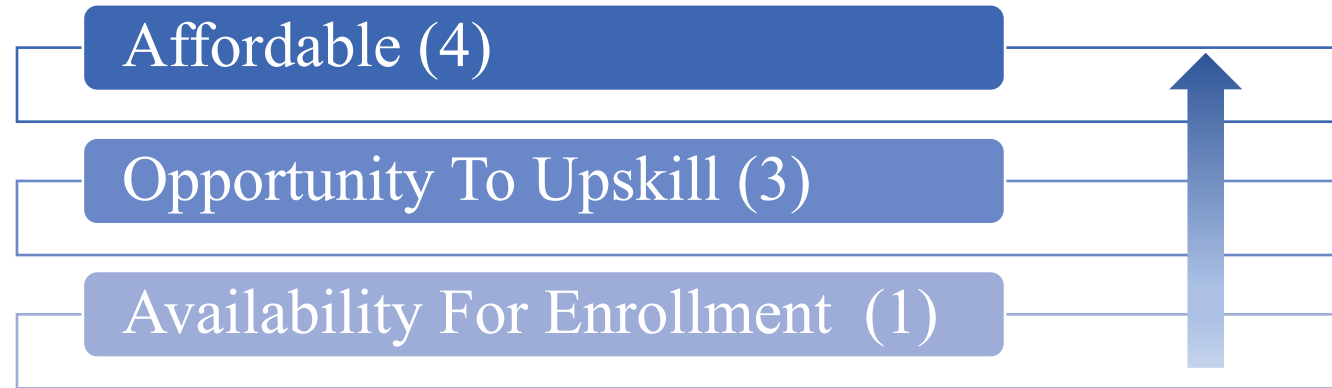 Affordable (4)
Opportunity To Upskill (3)
Availability For Enrollment (1)